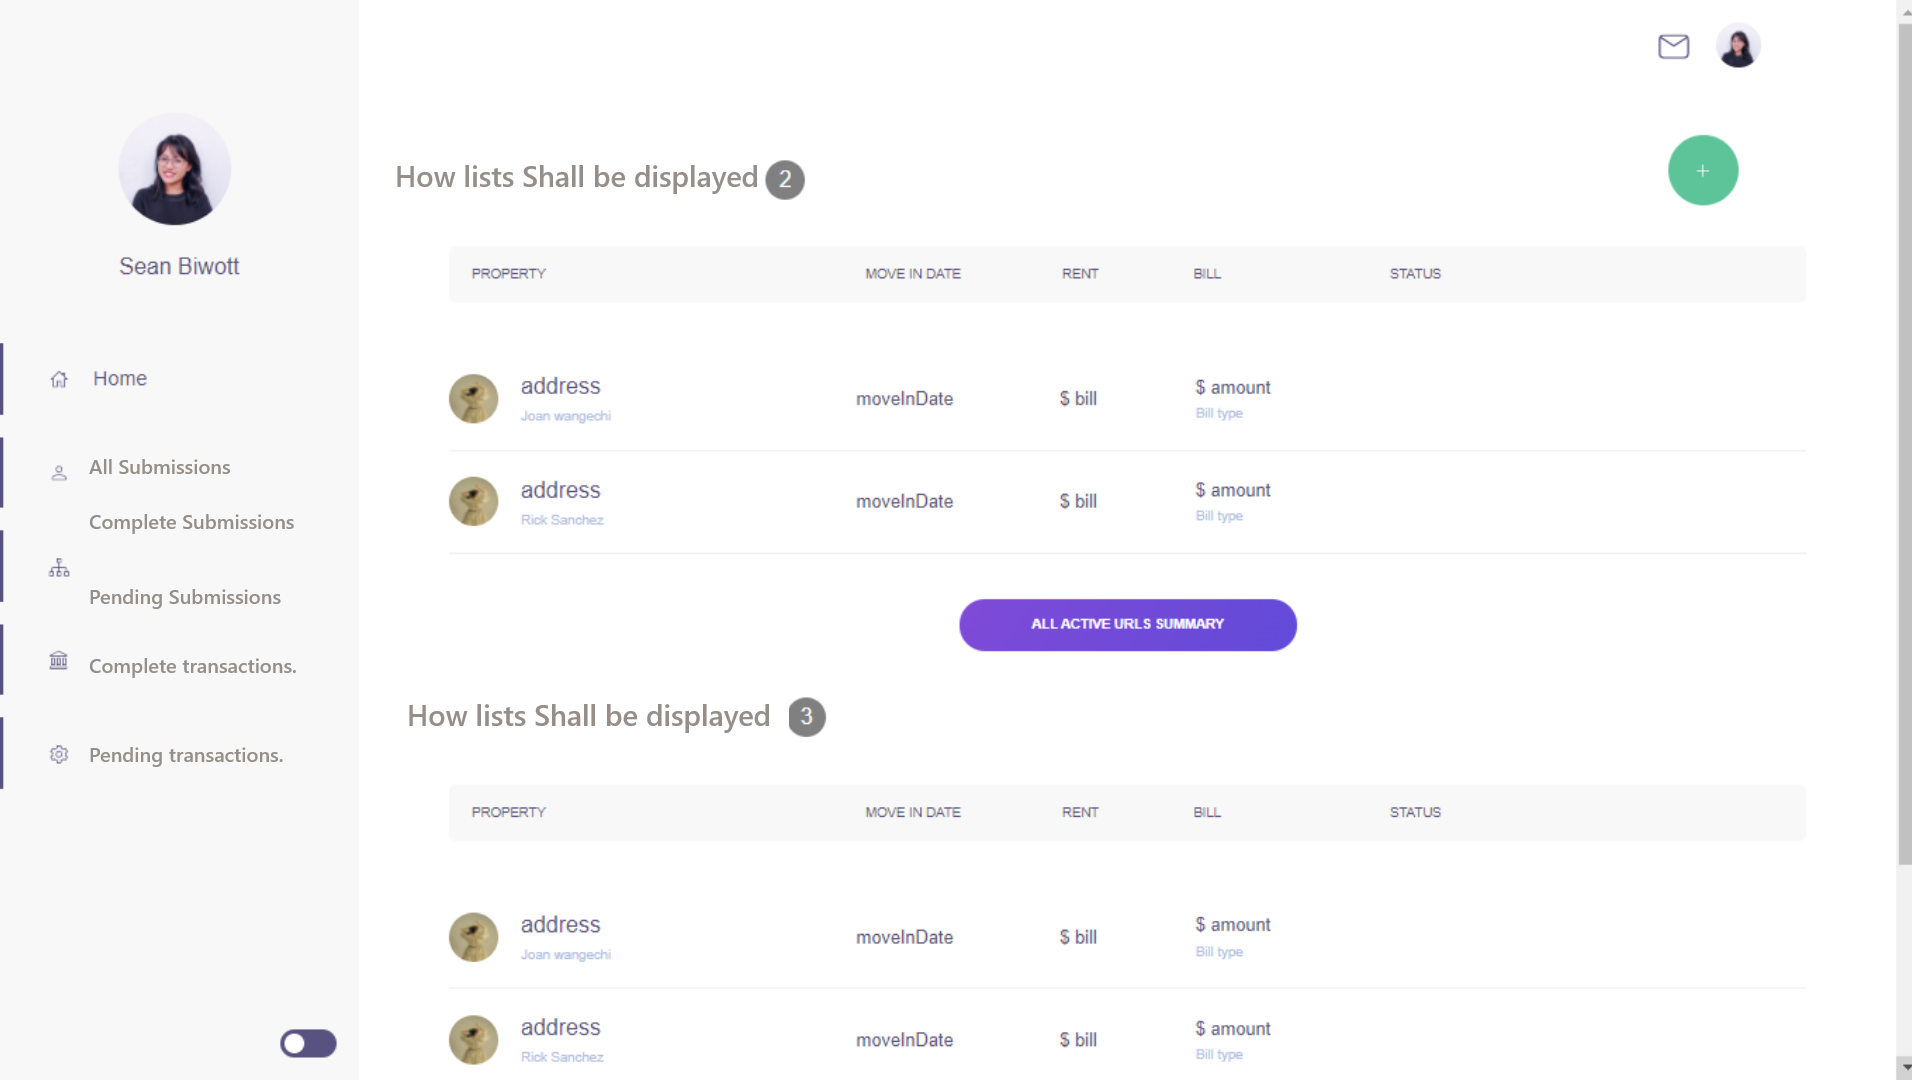 Sean Biwott
Home
All Submissions
Complete Submissions
Pending Submissions
Complete transactions.
Pending transactions.
How lists Shall be displayed 2
+
PROPERTY MOVE IN DATE RENT BILL STATUS
address moveInDate $ bill $ amount
Joan wangechi Bill type
address moveInDate $ bill $ amount
Rick Sanchez Bill type
ALL ACTIVE URLS SUMMARY
How lists Shall be displayed 3
PROPERTY MOVE IN DATE RENT BILL STATUS
address moveInDate $ bill $ amount
Joan wangechi Bill type
address moveInDate $ bill $ amount
Rick Sanchez Bill type